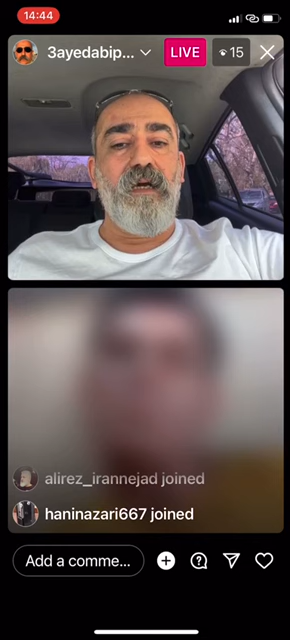 14:44
3ayedabip...
LIVE
15
alirez_irannejad joined
haninazari667 joined
Add a comme...